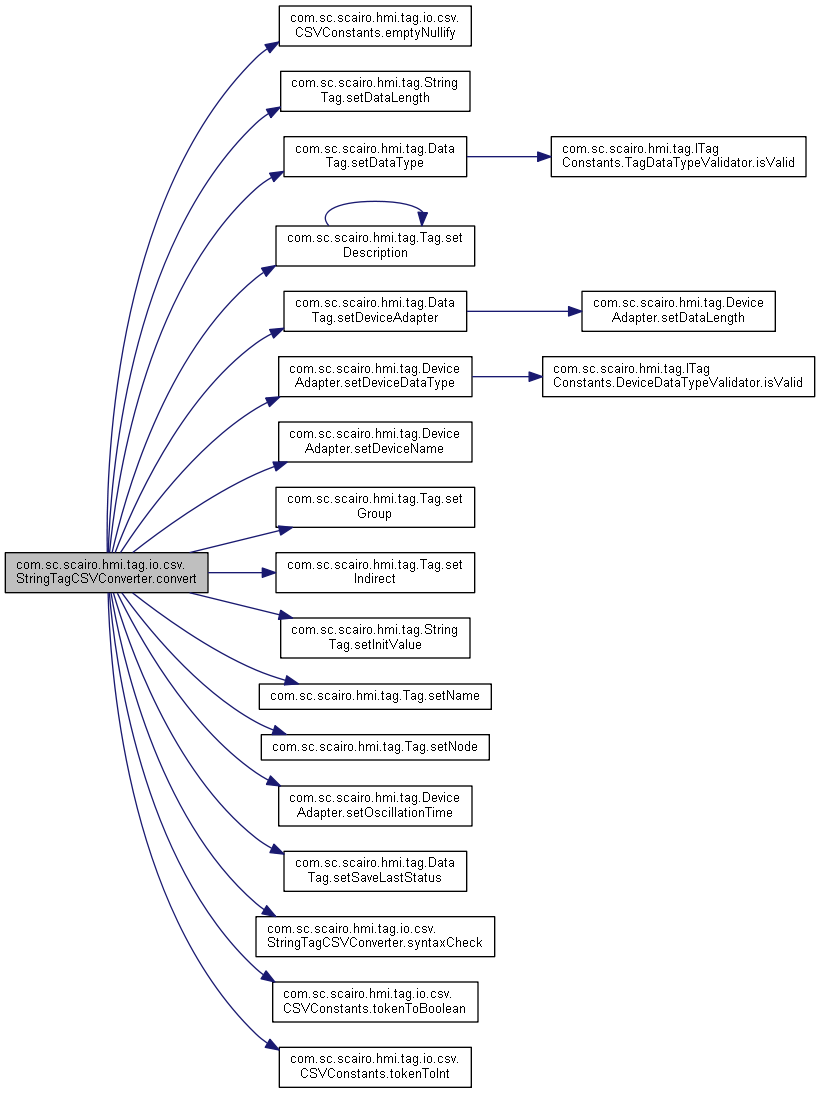 com.sc.scairo.hmi.tag.io.csv.
CSVConstants.emptyNullify
com.sc.scairo.hmi.tag.String
Tag.setDataLength
com.sc.scairo.hmi.tag.Data
Tag.setDataType
com.sc.scairo.hmi.tag.ITag
Constants.TagDataTypeValidator.isValid
com.sc.scairo.hmi.tag.Tag.set
Description
com.sc.scairo.hmi.tag.Data
Tag.setDeviceAdapter
com.sc.scairo.hmi.tag.Device
Adapter.setDataLength
com.sc.scairo.hmi.tag.Device
Adapter.setDeviceDataType
com.sc.scairo.hmi.tag.ITag
Constants.DeviceDataTypeValidator.isValid
com.sc.scairo.hmi.tag.Device
Adapter.setDeviceName
com.sc.scairo.hmi.tag.Tag.set
Group
com.sc.scairo.hmi.tag.io.csv.
StringTagCSVConverter.convert
com.sc.scairo.hmi.tag.Tag.set
Indirect
com.sc.scairo.hmi.tag.String
Tag.setInitValue
com.sc.scairo.hmi.tag.Tag.setName
com.sc.scairo.hmi.tag.Tag.setNode
com.sc.scairo.hmi.tag.Device
Adapter.setOscillationTime
com.sc.scairo.hmi.tag.Data
Tag.setSaveLastStatus
com.sc.scairo.hmi.tag.io.csv.
StringTagCSVConverter.syntaxCheck
com.sc.scairo.hmi.tag.io.csv.
CSVConstants.tokenToBoolean
com.sc.scairo.hmi.tag.io.csv.
CSVConstants.tokenToInt